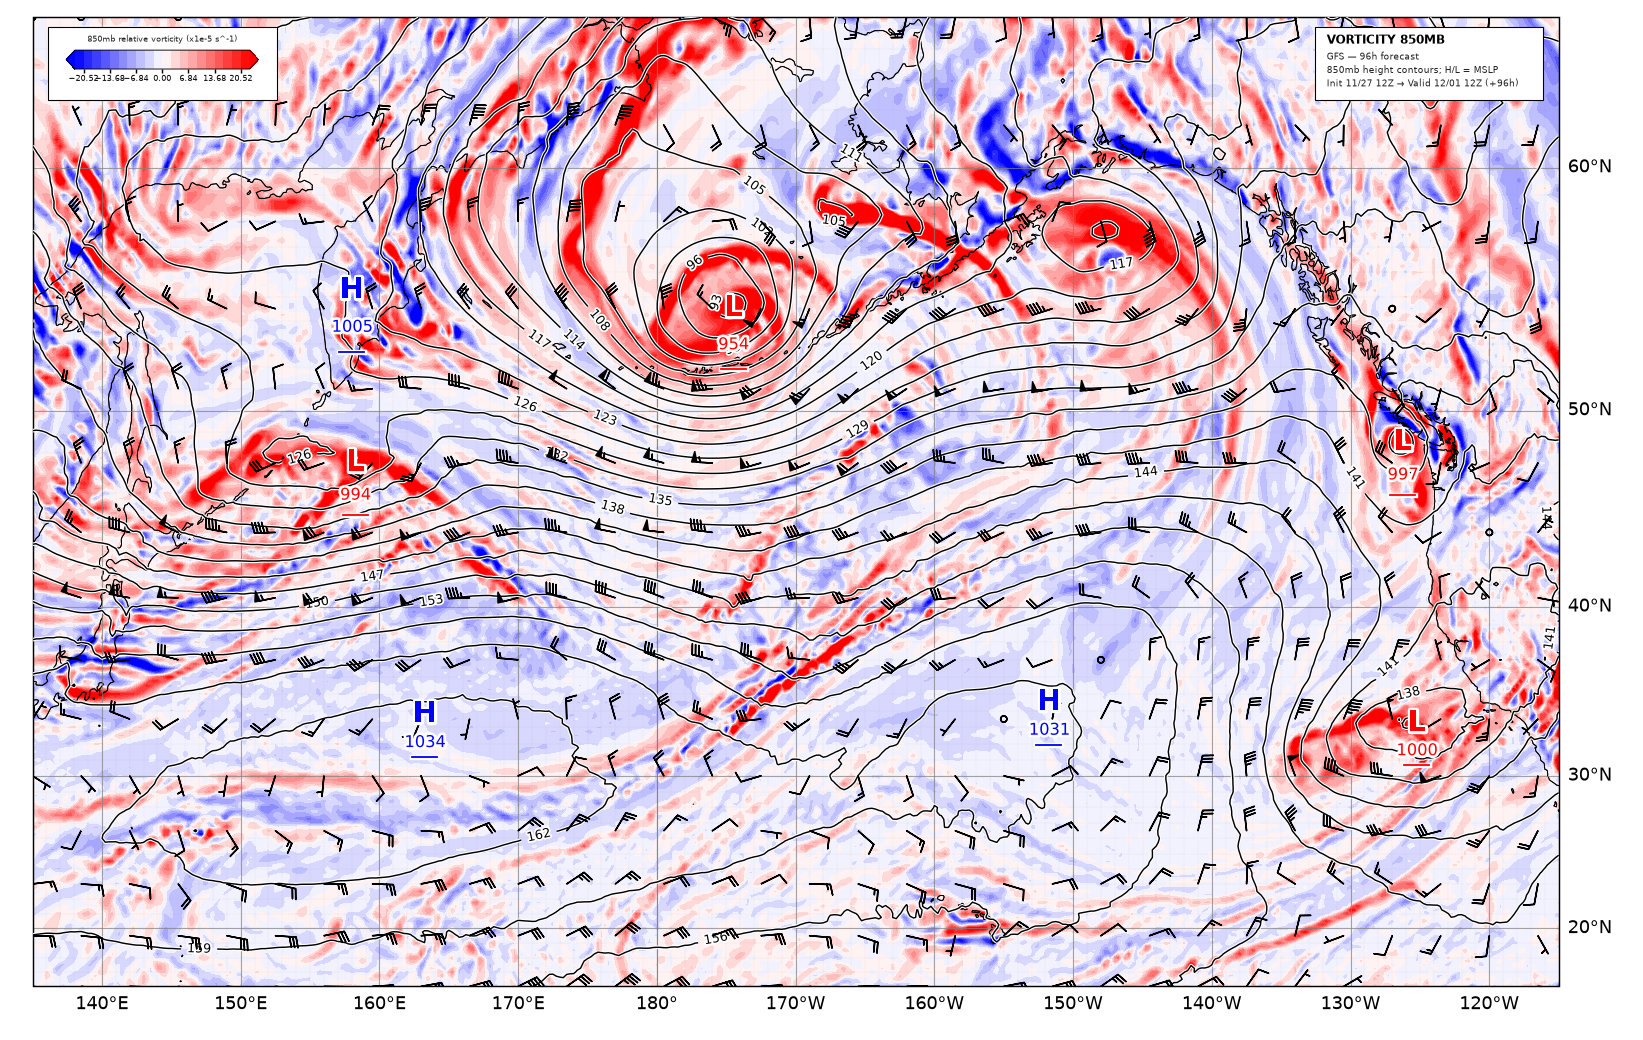 850mb relative vorticity (x1e-5 s^-1)
−20.52 −13.68 −6.84 0.00 6.84 13.68 20.52
VORTICITY 850MB
GFS — 96h forecast
850mb height contours; H/L = MSLP
Init 11/27 12Z → Valid 12/01 12Z (+96h)
111
105
102
105
96
93
117
60°N
H
1005
L
954
108
114
117
120
126
123
129
50°N
126
L
994
132
135
138
144
141
L
997
144
147
150
153
40°N
141
141
138
H
1034
H
1031
L
1000
30°N
162
159
156
20°N
140°E 150°E 160°E 170°E 180° 170°W 160°W 150°W 140°W 130°W 120°W